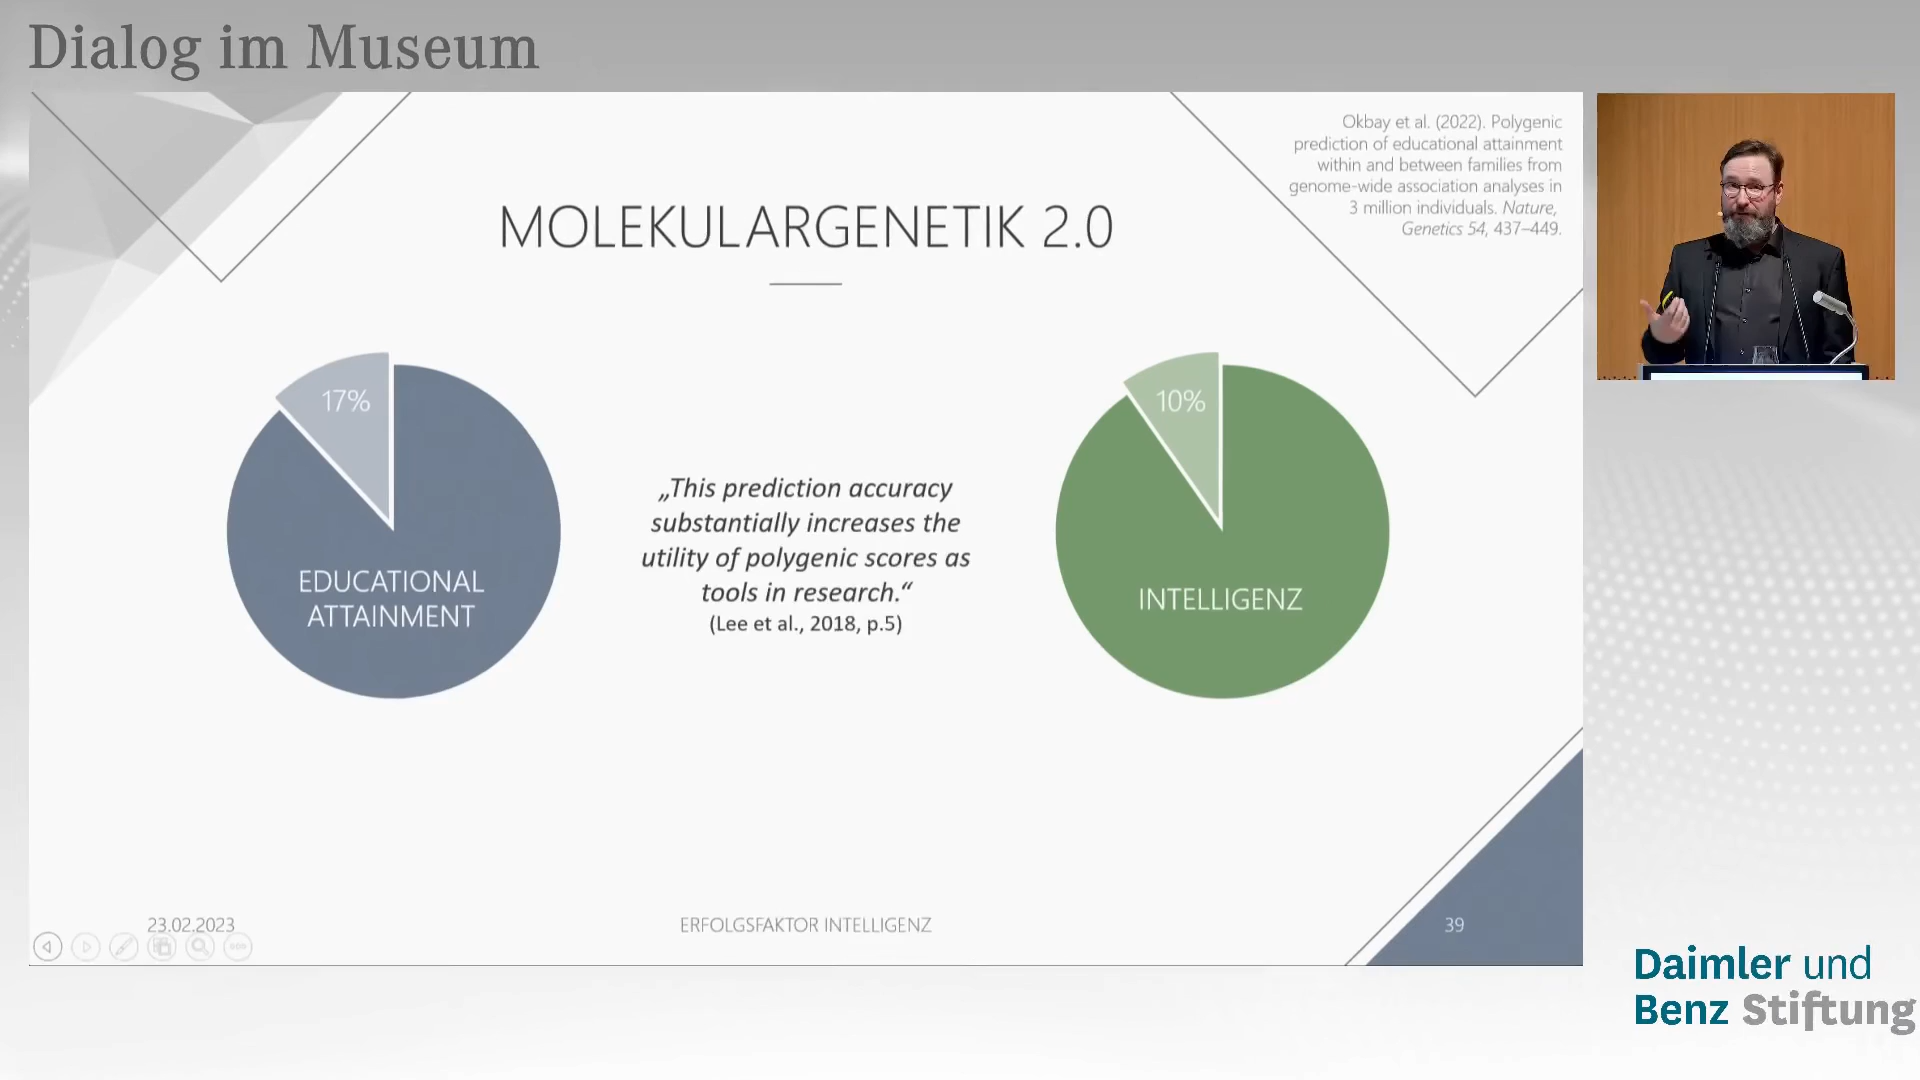 Dialog im Museum
Okbay et al. (2022). Polygenic
prediction of educational attainment
within and between families from
genome-wide association analyses in
3 million individuals. Nature,
Genetics 54, 437–449.
MOLEKULARGENETIK 2.0
17%
EDUCATIONAL
ATTAINMENT
„This prediction accuracy
substantially increases the
utility of polygenic scores as
tools in research.“
(Lee et al., 2018, p.5)
10%
INTELLIGENZ
23.02.2023
ERFOLGSFAKTOR INTELLIGENZ
39
Daimler und
Benz Stiftung